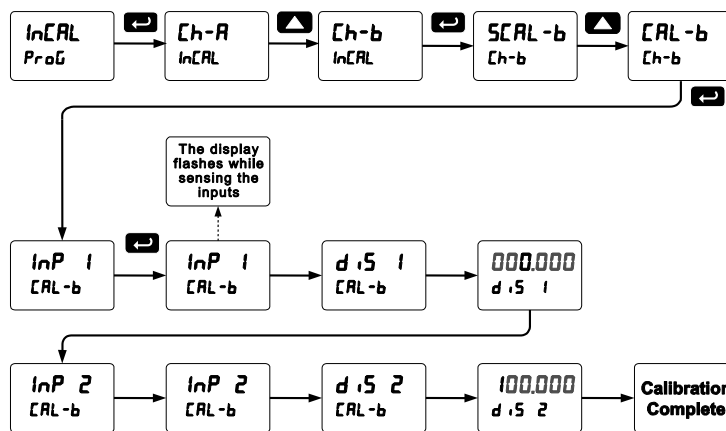 InCAL
ProG
Ch-A
InCAL
Ch-b
InCAL
SCAL-b
Ch-b
CAL-b
Ch-b
The display
flashes while
sensing the
inputs
InP 1
CAL-b
InP 1
CAL-b
diS 1
CAL-b
000.000
diS 1
InP 2
CAL-b
InP 2
CAL-b
diS 2
CAL-b
100.000
diS 2
Calibration
Complete